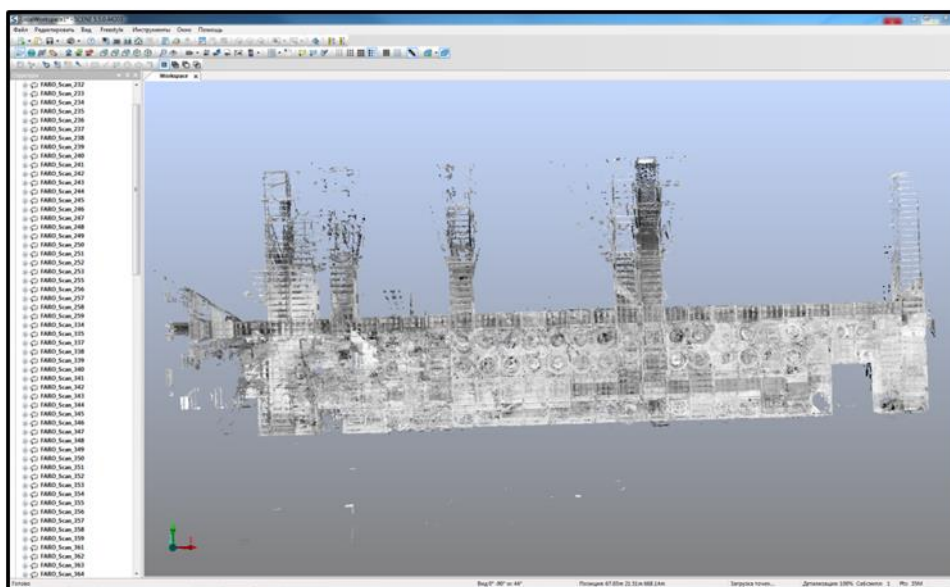 Файл Редактировать Вид Freestyle Инструменты Окно Помощь
Workspace
FARO_Scan_232
FARO_Scan_233
FARO_Scan_234
FARO_Scan_235
FARO_Scan_236
FARO_Scan_237
FARO_Scan_238
FARO_Scan_239
FARO_Scan_240
FARO_Scan_241
FARO_Scan_242
FARO_Scan_243
FARO_Scan_244
FARO_Scan_245
FARO_Scan_246
FARO_Scan_247
FARO_Scan_248
FARO_Scan_249
FARO_Scan_250
FARO_Scan_251
FARO_Scan_252
FARO_Scan_253
FARO_Scan_255
FARO_Scan_256
FARO_Scan_257
FARO_Scan_258
FARO_Scan_259
FARO_Scan_334
FARO_Scan_335
FARO_Scan_337
FARO_Scan_338
FARO_Scan_339
FARO_Scan_340
FARO_Scan_341
FARO_Scan_342
FARO_Scan_343
FARO_Scan_344
FARO_Scan_345
FARO_Scan_346
FARO_Scan_347
FARO_Scan_348
FARO_Scan_349
FARO_Scan_350
FARO_Scan_351
FARO_Scan_352
FARO_Scan_353
FARO_Scan_354
FARO_Scan_355
FARO_Scan_356
FARO_Scan_357
FARO_Scan_358
FARO_Scan_359
FARO_Scan_361
FARO_Scan_362
FARO_Scan_363
FARO_Scan_364
Готово Загрузка точек... Детализация: 100%